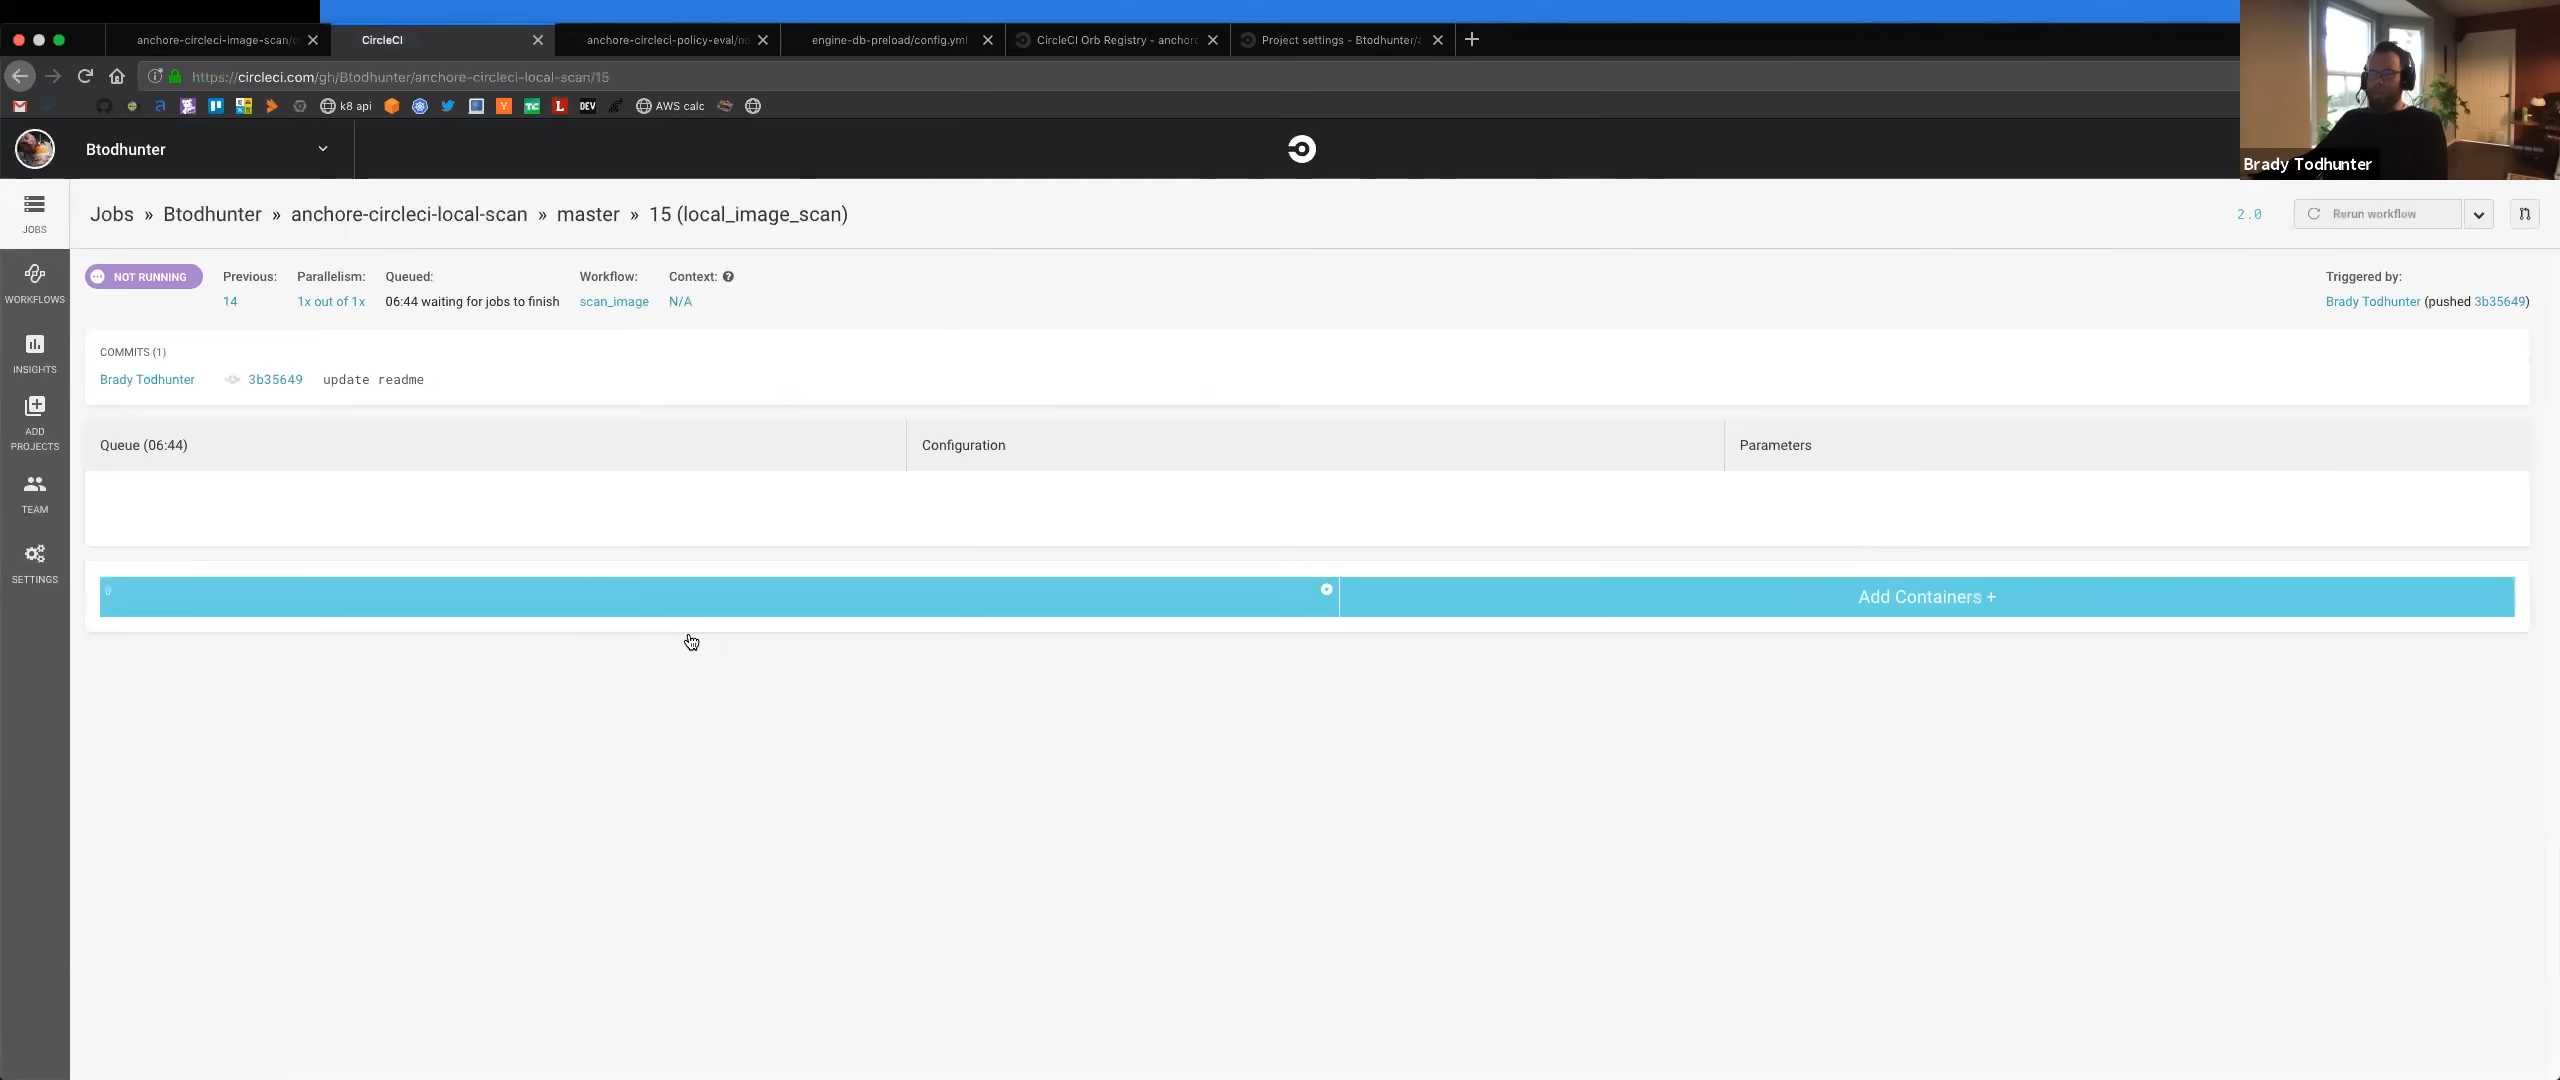 anchore-circleci-image-scan/
CircleCI
anchore-circleci-policy-eval/no
engine-db-preload/config.yml
CircleCI Orb Registry - anchor
Project settings - Btodhunter/
https://circleci.com/gh/Btodhunter/anchore-circleci-local-scan/15
k8 api
DEV
AWS calc
Btodhunter
Brady Todhunter
JOBS
Jobs » Btodhunter » anchore-circleci-local-scan » master » 15 (local_image_scan)
2.0
Rerun workflow
WORKFLOWS
INSIGHTS
ADD PROJECTS
TEAM
SETTINGS
NOT RUNNING
Previous:
14
Parallelism:
1x out of 1x
Queued:
06:44 waiting for jobs to finish
Workflow:
scan_image
Context:
N/A
Triggered by:
Brady Todhunter (pushed 3b35649)
COMMITS (1)
Brady Todhunter 3b35649 update readme
Queue (06:44)
Configuration
Parameters
0
Add Containers +